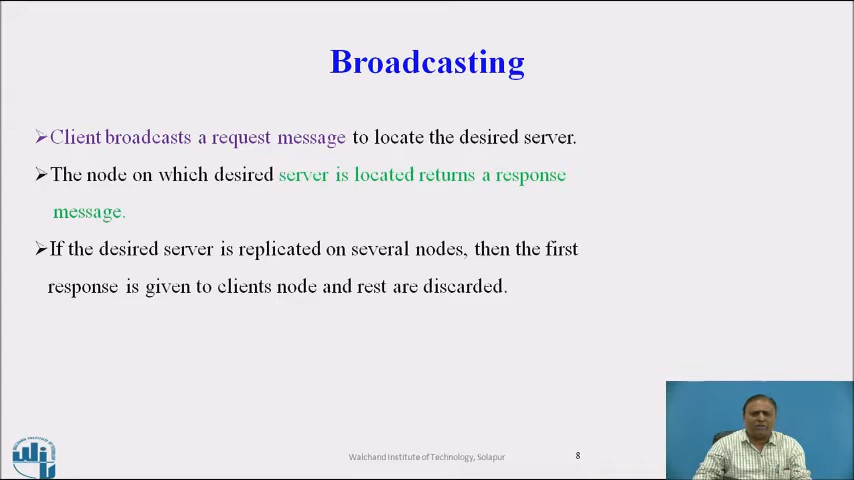 Broadcasting
➢Client broadcasts a request message to locate the desired server.
➢The node on which desired server is located returns a response
message.
➢If the desired server is replicated on several nodes, then the first
response is given to clients node and rest are discarded.
Walchand Institute of Technology, Solapur
8